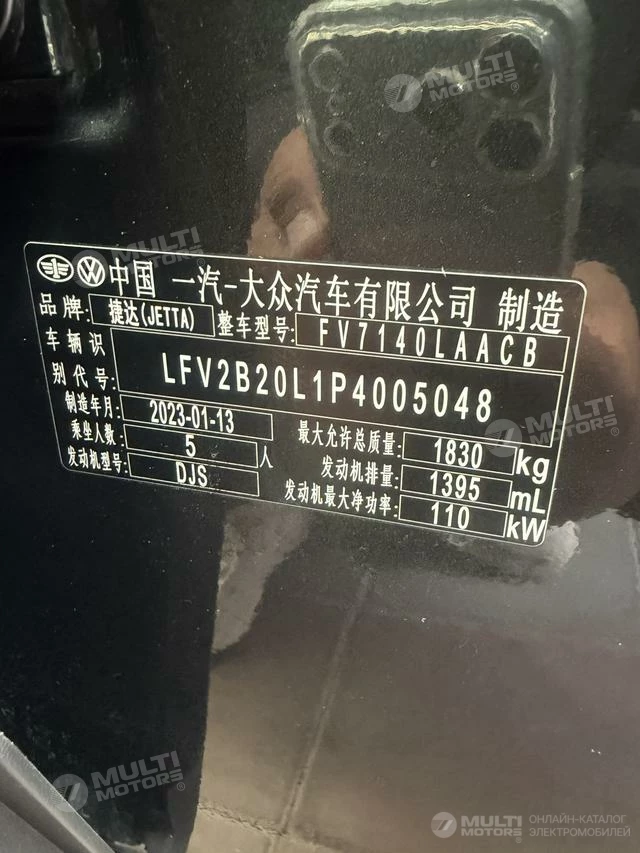 MULTI MOTORS®
MULTI MOTORS®
中国 一汽-大众汽车有限公司 制造
品牌: 捷达(JETTA) 整车型号: FV7140LAACB
车辆识别代号: LFV2B20L1P4005048
制造年月: 2023-01-13 最大允许总质量: 1830 kg
乘坐人数: 5 人 发动机排量: 1395 mL
发动机型号: DJS 发动机最大净功率: 110 kW
MULTI MOTORS®
MULTI MOTORS®
MULTI MOTORS® ОНЛАЙН-КАТАЛОГ ЭЛЕКТРОМОБИЛЕЙ